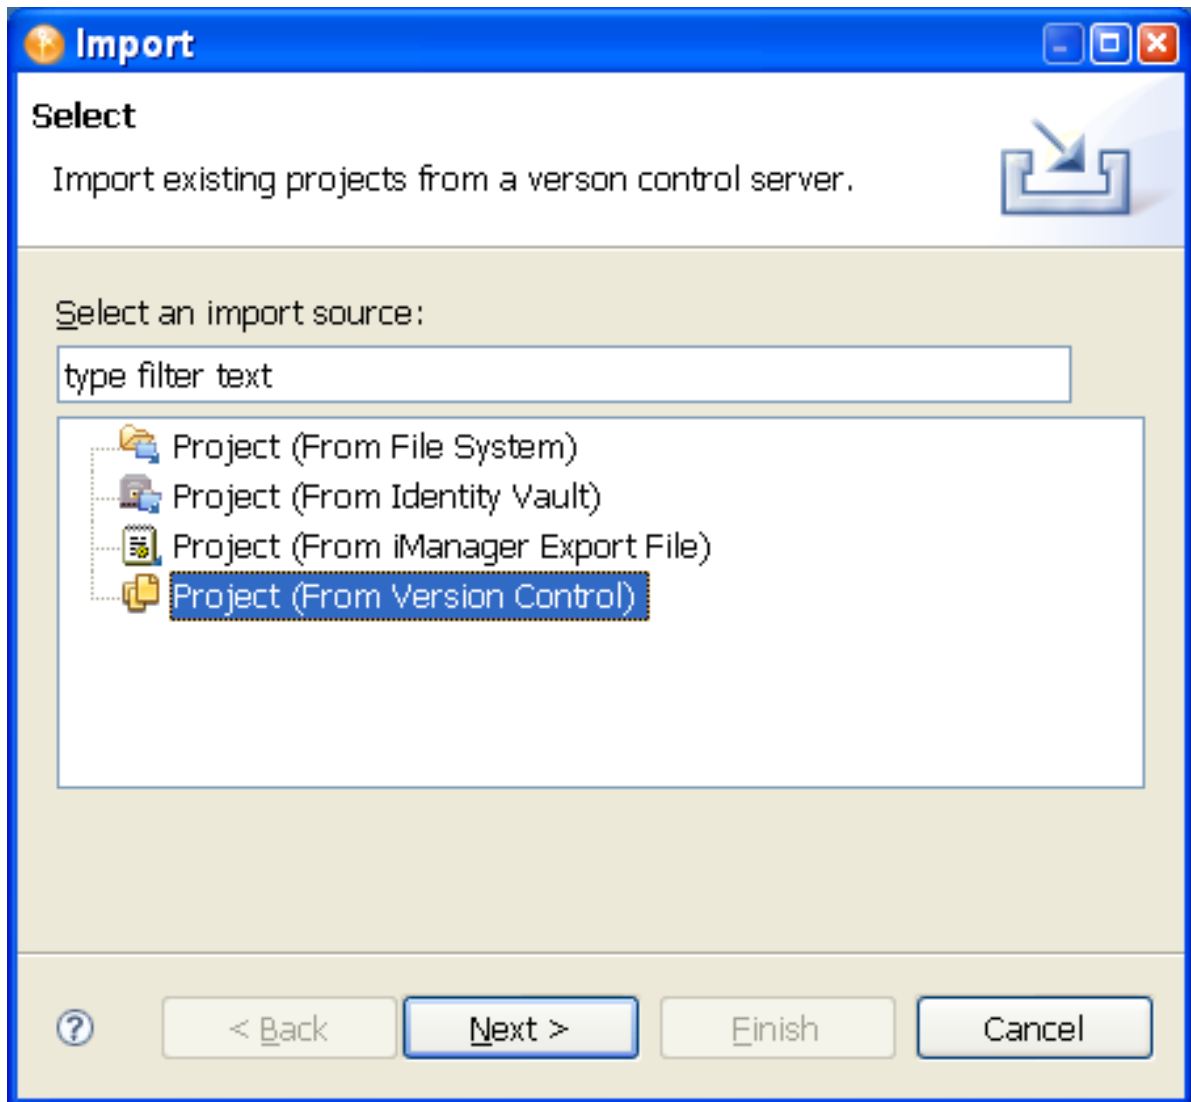 Import
Select
Import existing projects from a verson control server.
Select an import source:
type filter text
Project (From File System)
Project (From Identity Vault)
Project (From iManager Export File)
Project (From Version Control)
? < Back Next > Finish Cancel